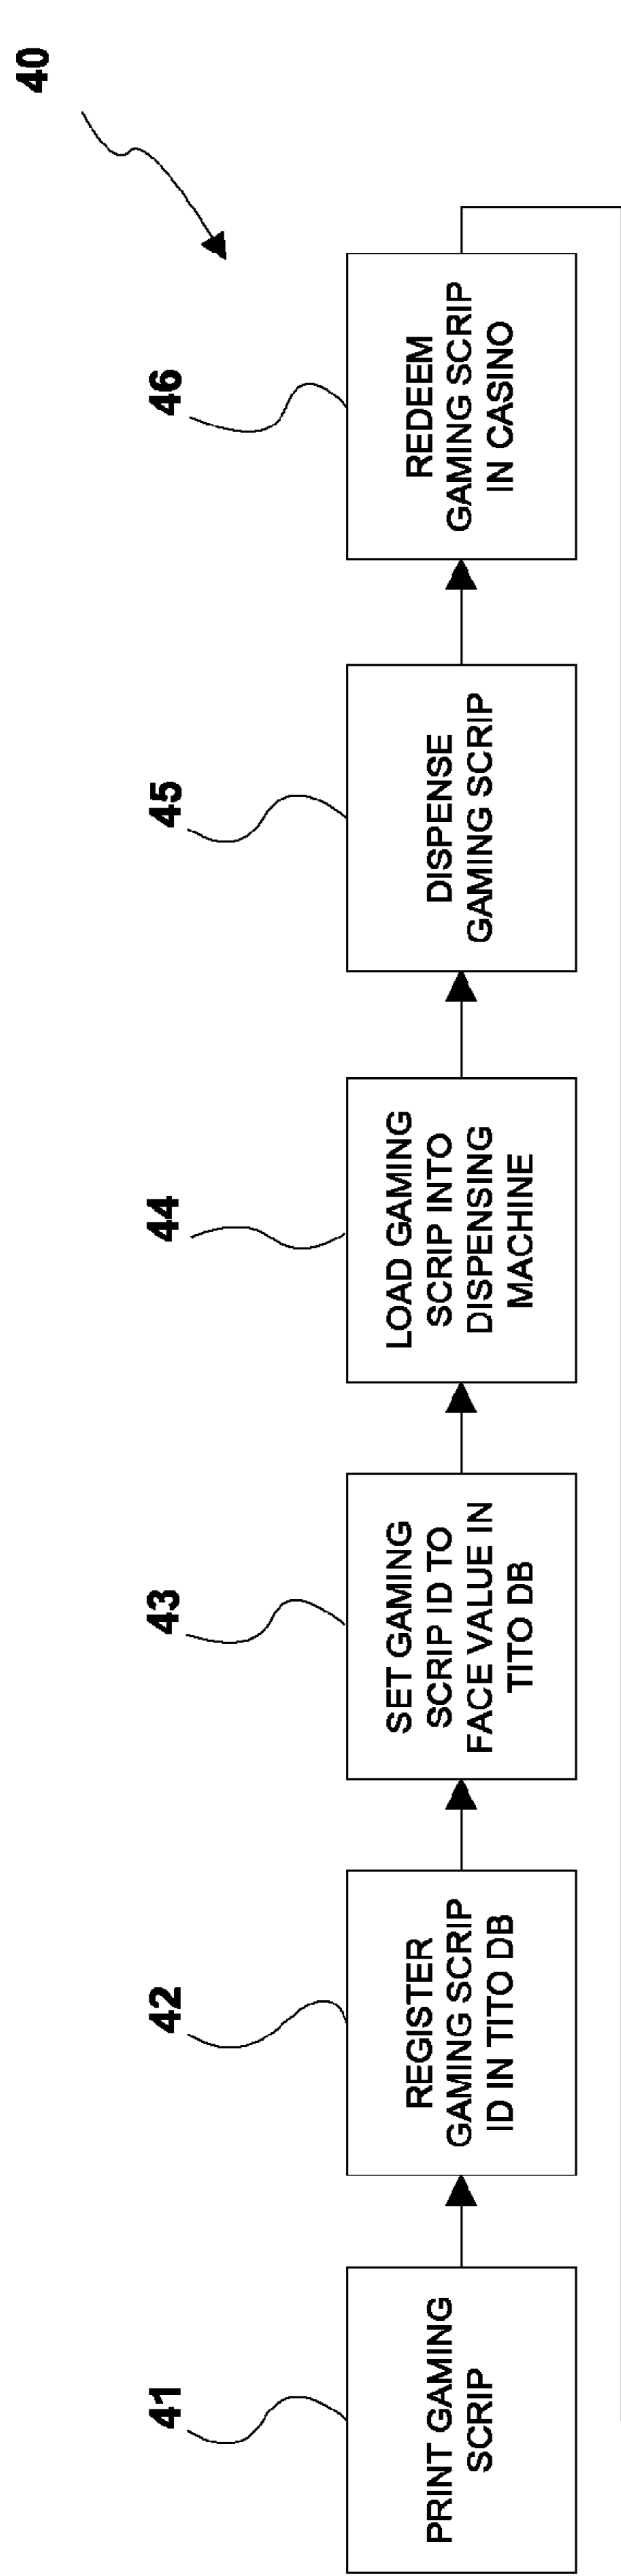 40
41
PRINT GAMING
SCRIP
42
REGISTER
GAMING SCRIP
ID IN TITO DB
43
SET GAMING
SCRIP ID TO
FACE VALUE IN
TITO DB
44
LOAD GAMING
SCRIP INTO
DISPENSING
MACHINE
45
DISPENSE
GAMING SCRIP
46
REDEEM
GAMING SCRIP
IN CASINO